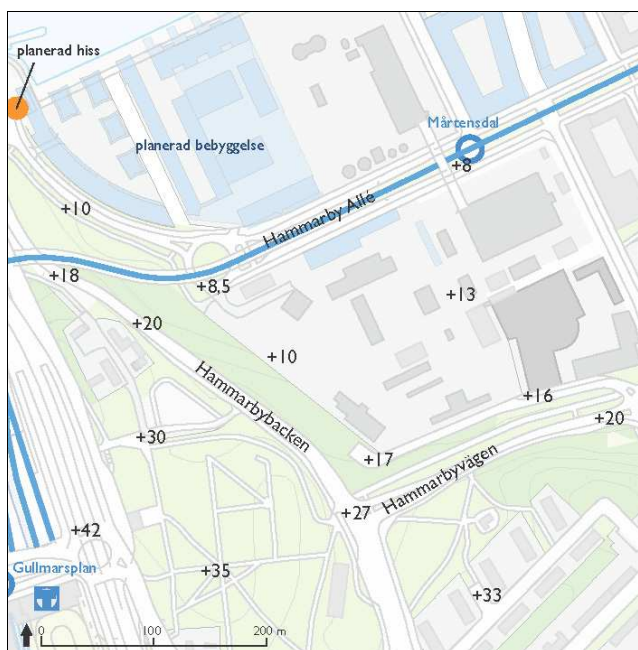 planerad hiss
planerad bebyggelse
Mårtensdal
+8
+10
Hammarby Allé
+18
+8,5
+13
+20
+10
Hammarbybacken
+16
+20
+30
+17
Hammarbyvägen
+27
+42
Gullmarsplan
+35
+33
0 100 200 m